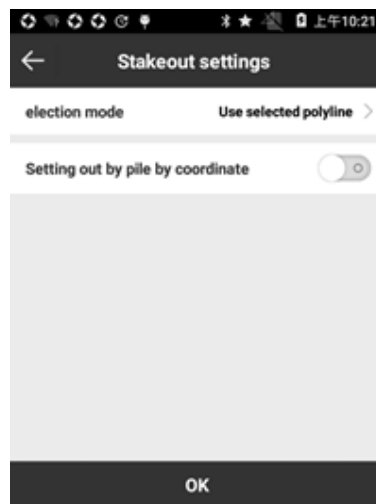 上午10:21
Stakeout settings
election mode Use selected polyline
Setting out by pile by coordinate
OK